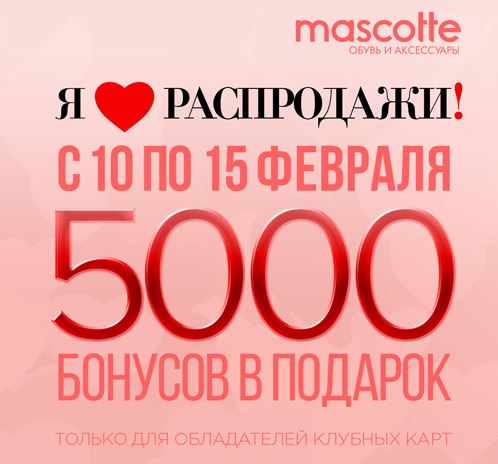 mascotte
ОБУВЬ И АКСЕССУАРЫ
Я ❤ РАСПРОДАЖИ!
С 10 ПО 15 ФЕВРАЛЯ
5000
БОНУСОВ В ПОДАРОК
ТОЛЬКО ДЛЯ ОБЛАДАТЕЛЕЙ КЛУБНЫХ КАРТ